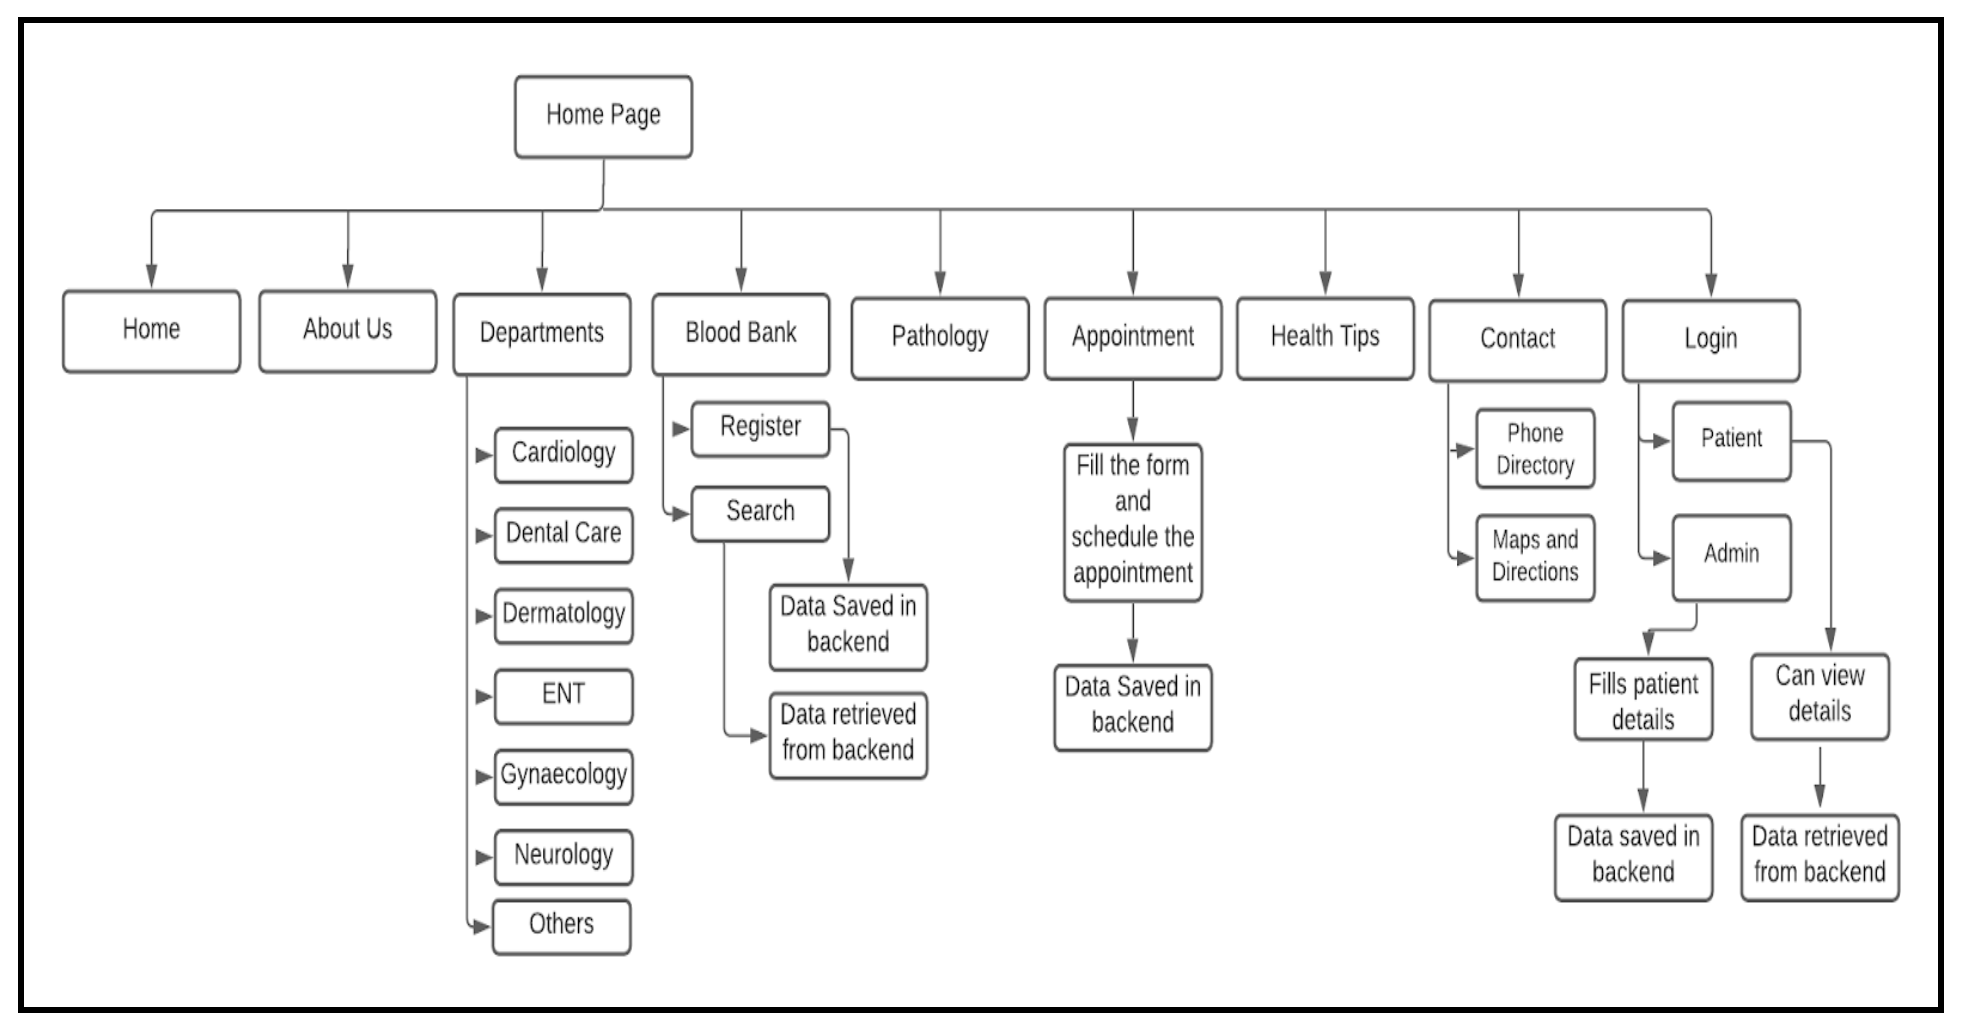 Home Page
Home
About Us
Departments
Blood Bank
Pathology
Appointment
Health Tips
Contact
Login
Cardiology
Dental Care
Dermatology
ENT
Gynaecology
Neurology
Others
Register
Search
Data Saved in
backend
Data retrieved
from backend
Fill the form
and
schedule the
appointment
Data Saved in
backend
Phone
Directory
Maps and
Directions
Patient
Admin
Fills patient
details
Can view
details
Data saved in
backend
Data retrieved
from backend